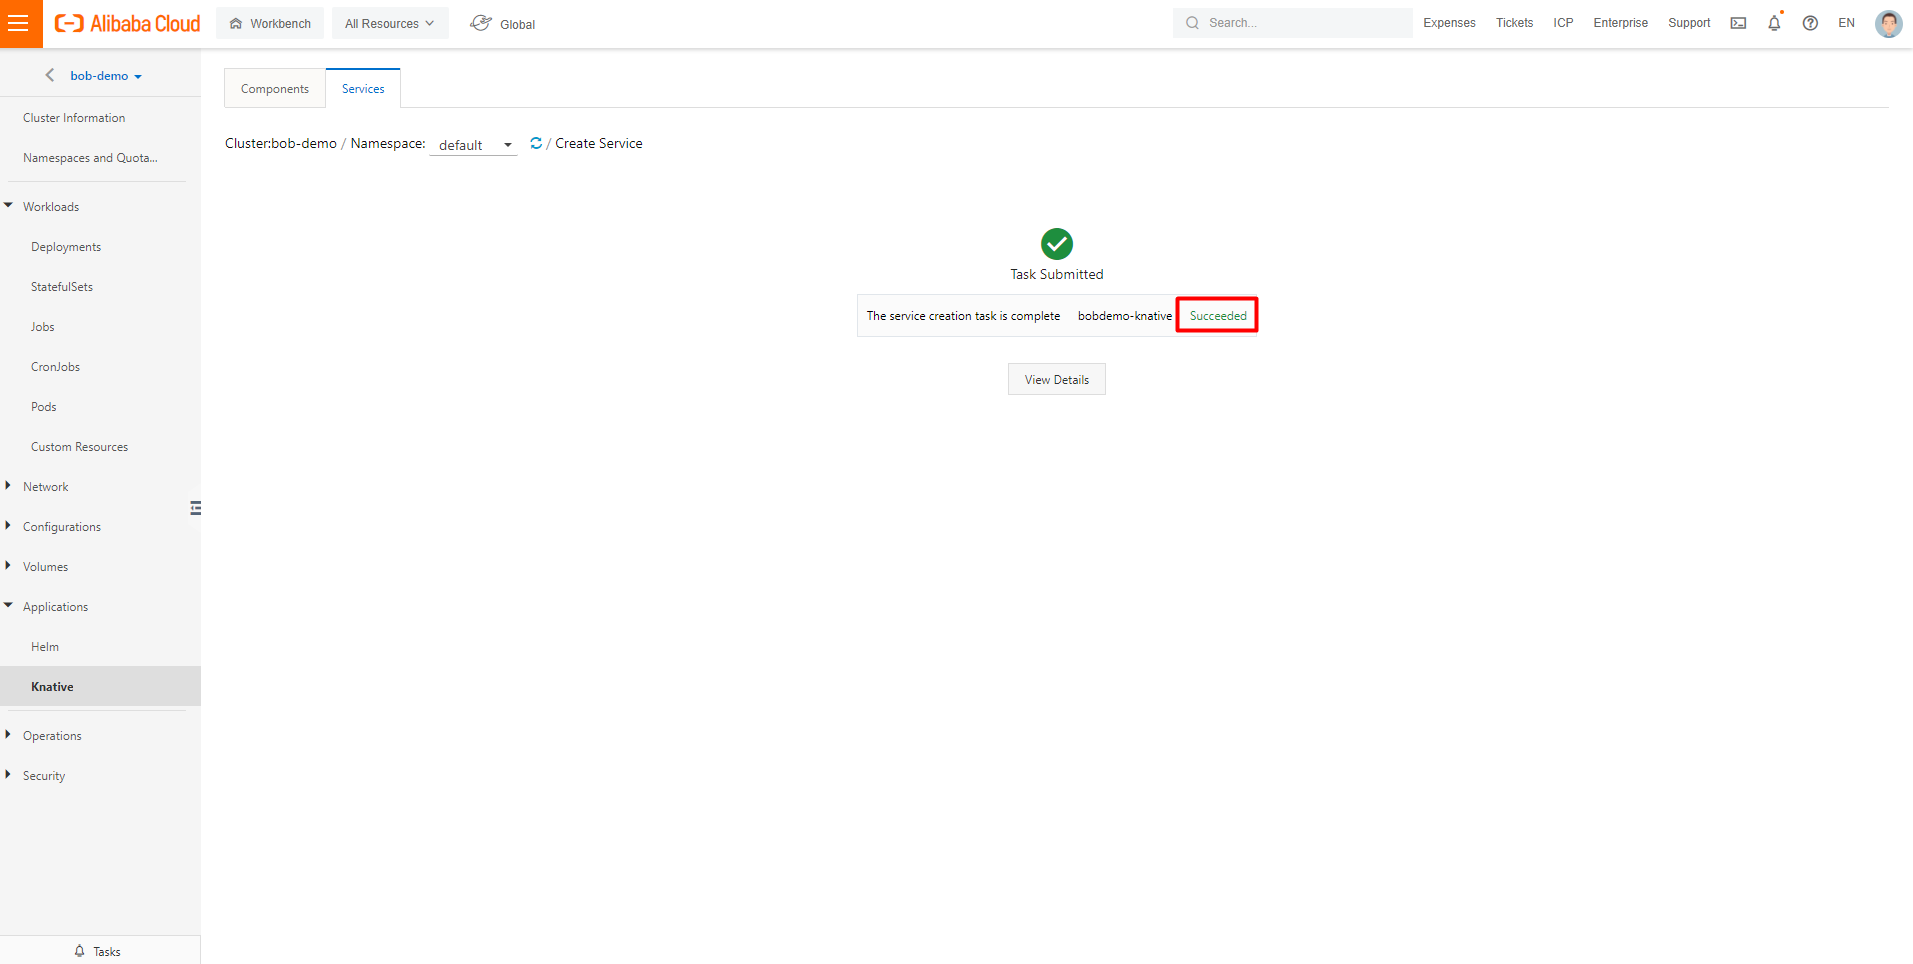 Alibaba Cloud
Workbench
All Resources
Global
Search...
Expenses
Tickets
ICP
Enterprise
Support
EN
bob-demo
Cluster Information
Namespaces and Quota...
Workloads
Deployments
StatefulSets
Jobs
CronJobs
Pods
Custom Resources
Network
Configurations
Volumes
Applications
Helm
Knative
Operations
Security
Tasks
Components
Services
Cluster:bob-demo / Namespace: default / Create Service
Task Submitted
The service creation task is complete bobdemo-knative Succeeded
View Details